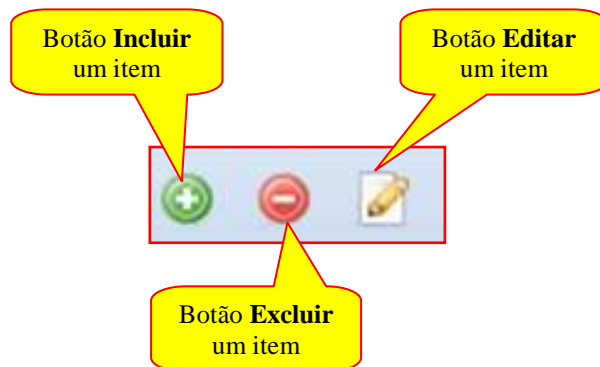 Botão Incluir
um item
Botão Editar
um item
Botão Excluir
um item